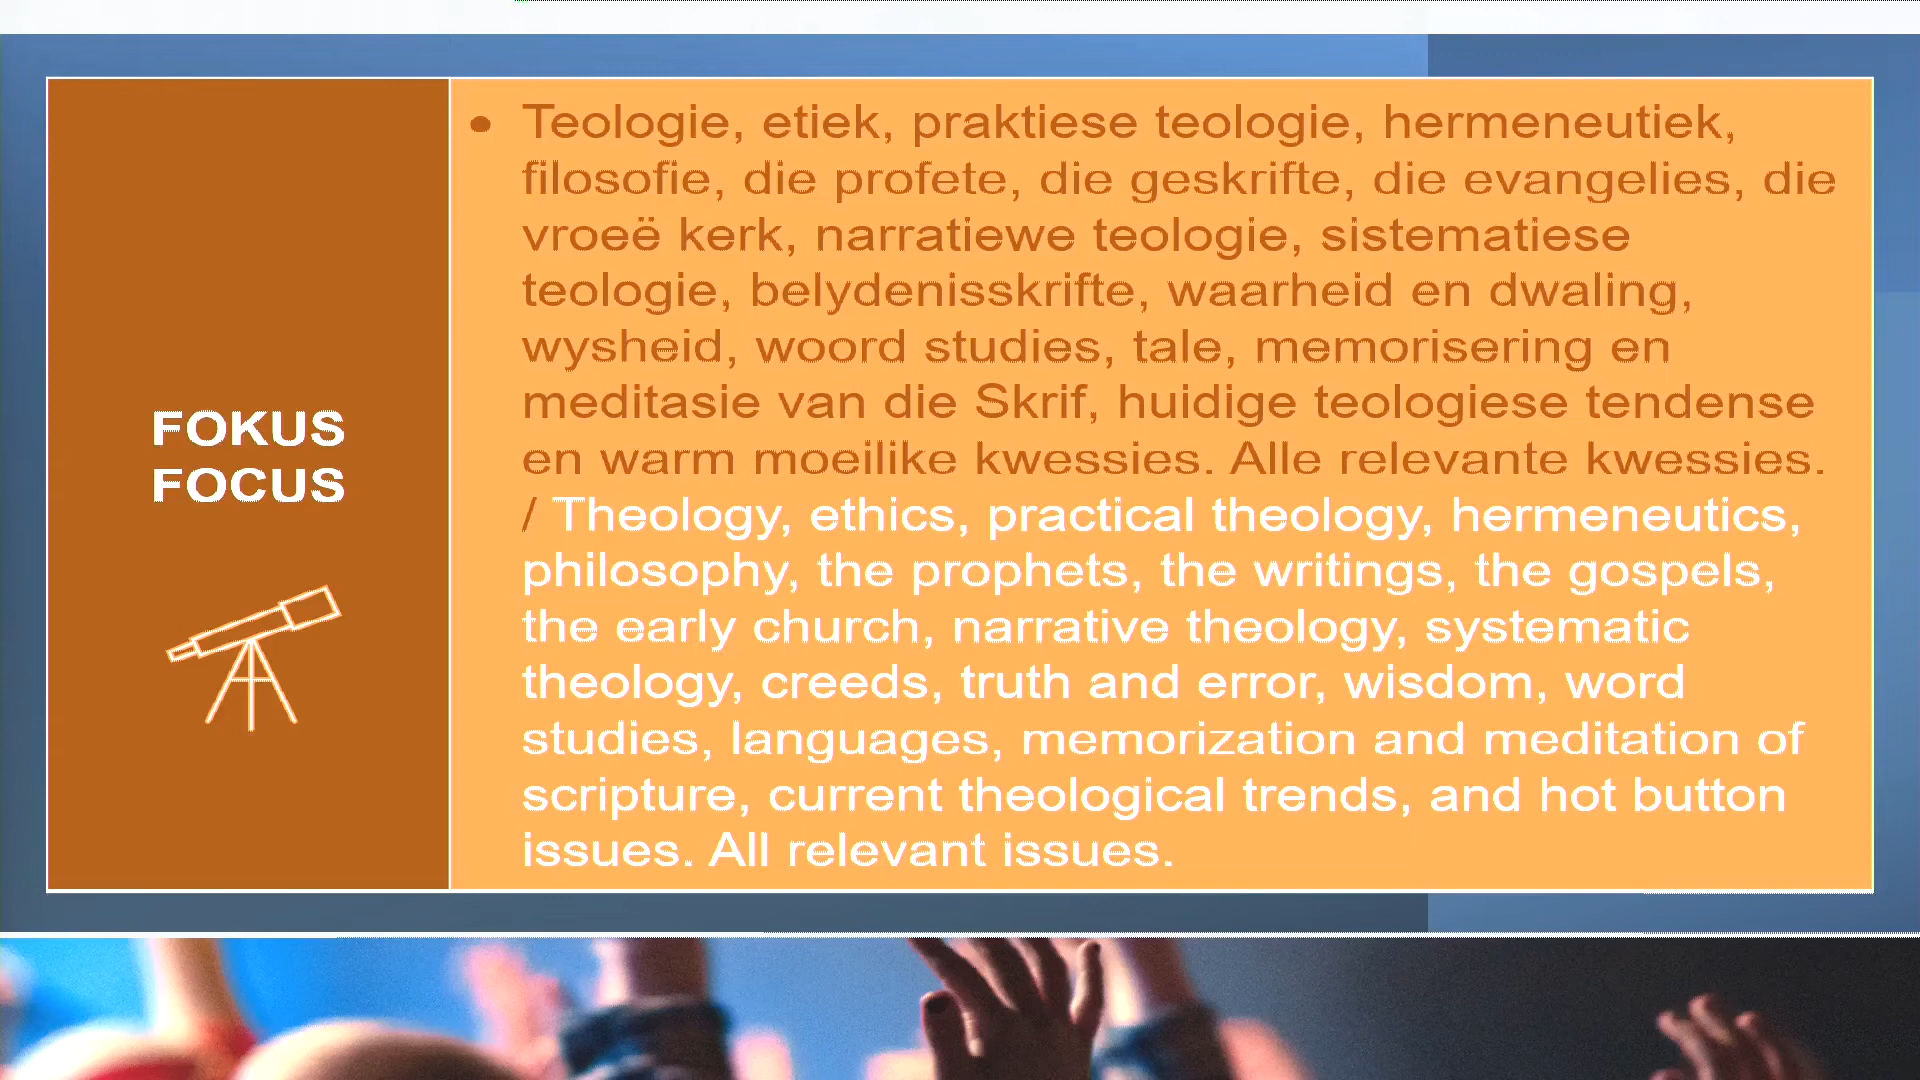 FOKUS
FOCUS
• Teologie, etiek, praktiese teologie, hermeneutiek,
filosofie, die profete, die geskrifte, die evangelies, die
vroeë kerk, narratiewe teologie, sistematiese
teologie, belydenisskrifte, waarheid en dwaling,
wysheid, woord studies, tale, memorisering en
meditasie van die Skrif, huidige teologiese tendense
en warm moeilike kwessies. Alle relevante kwessies.
/ Theology, ethics, practical theology, hermeneutics,
philosophy, the prophets, the writings, the gospels,
the early church, narrative theology, systematic
theology, creeds, truth and error, wisdom, word
studies, languages, memorization and meditation of
scripture, current theological trends, and hot button
issues. All relevant issues.